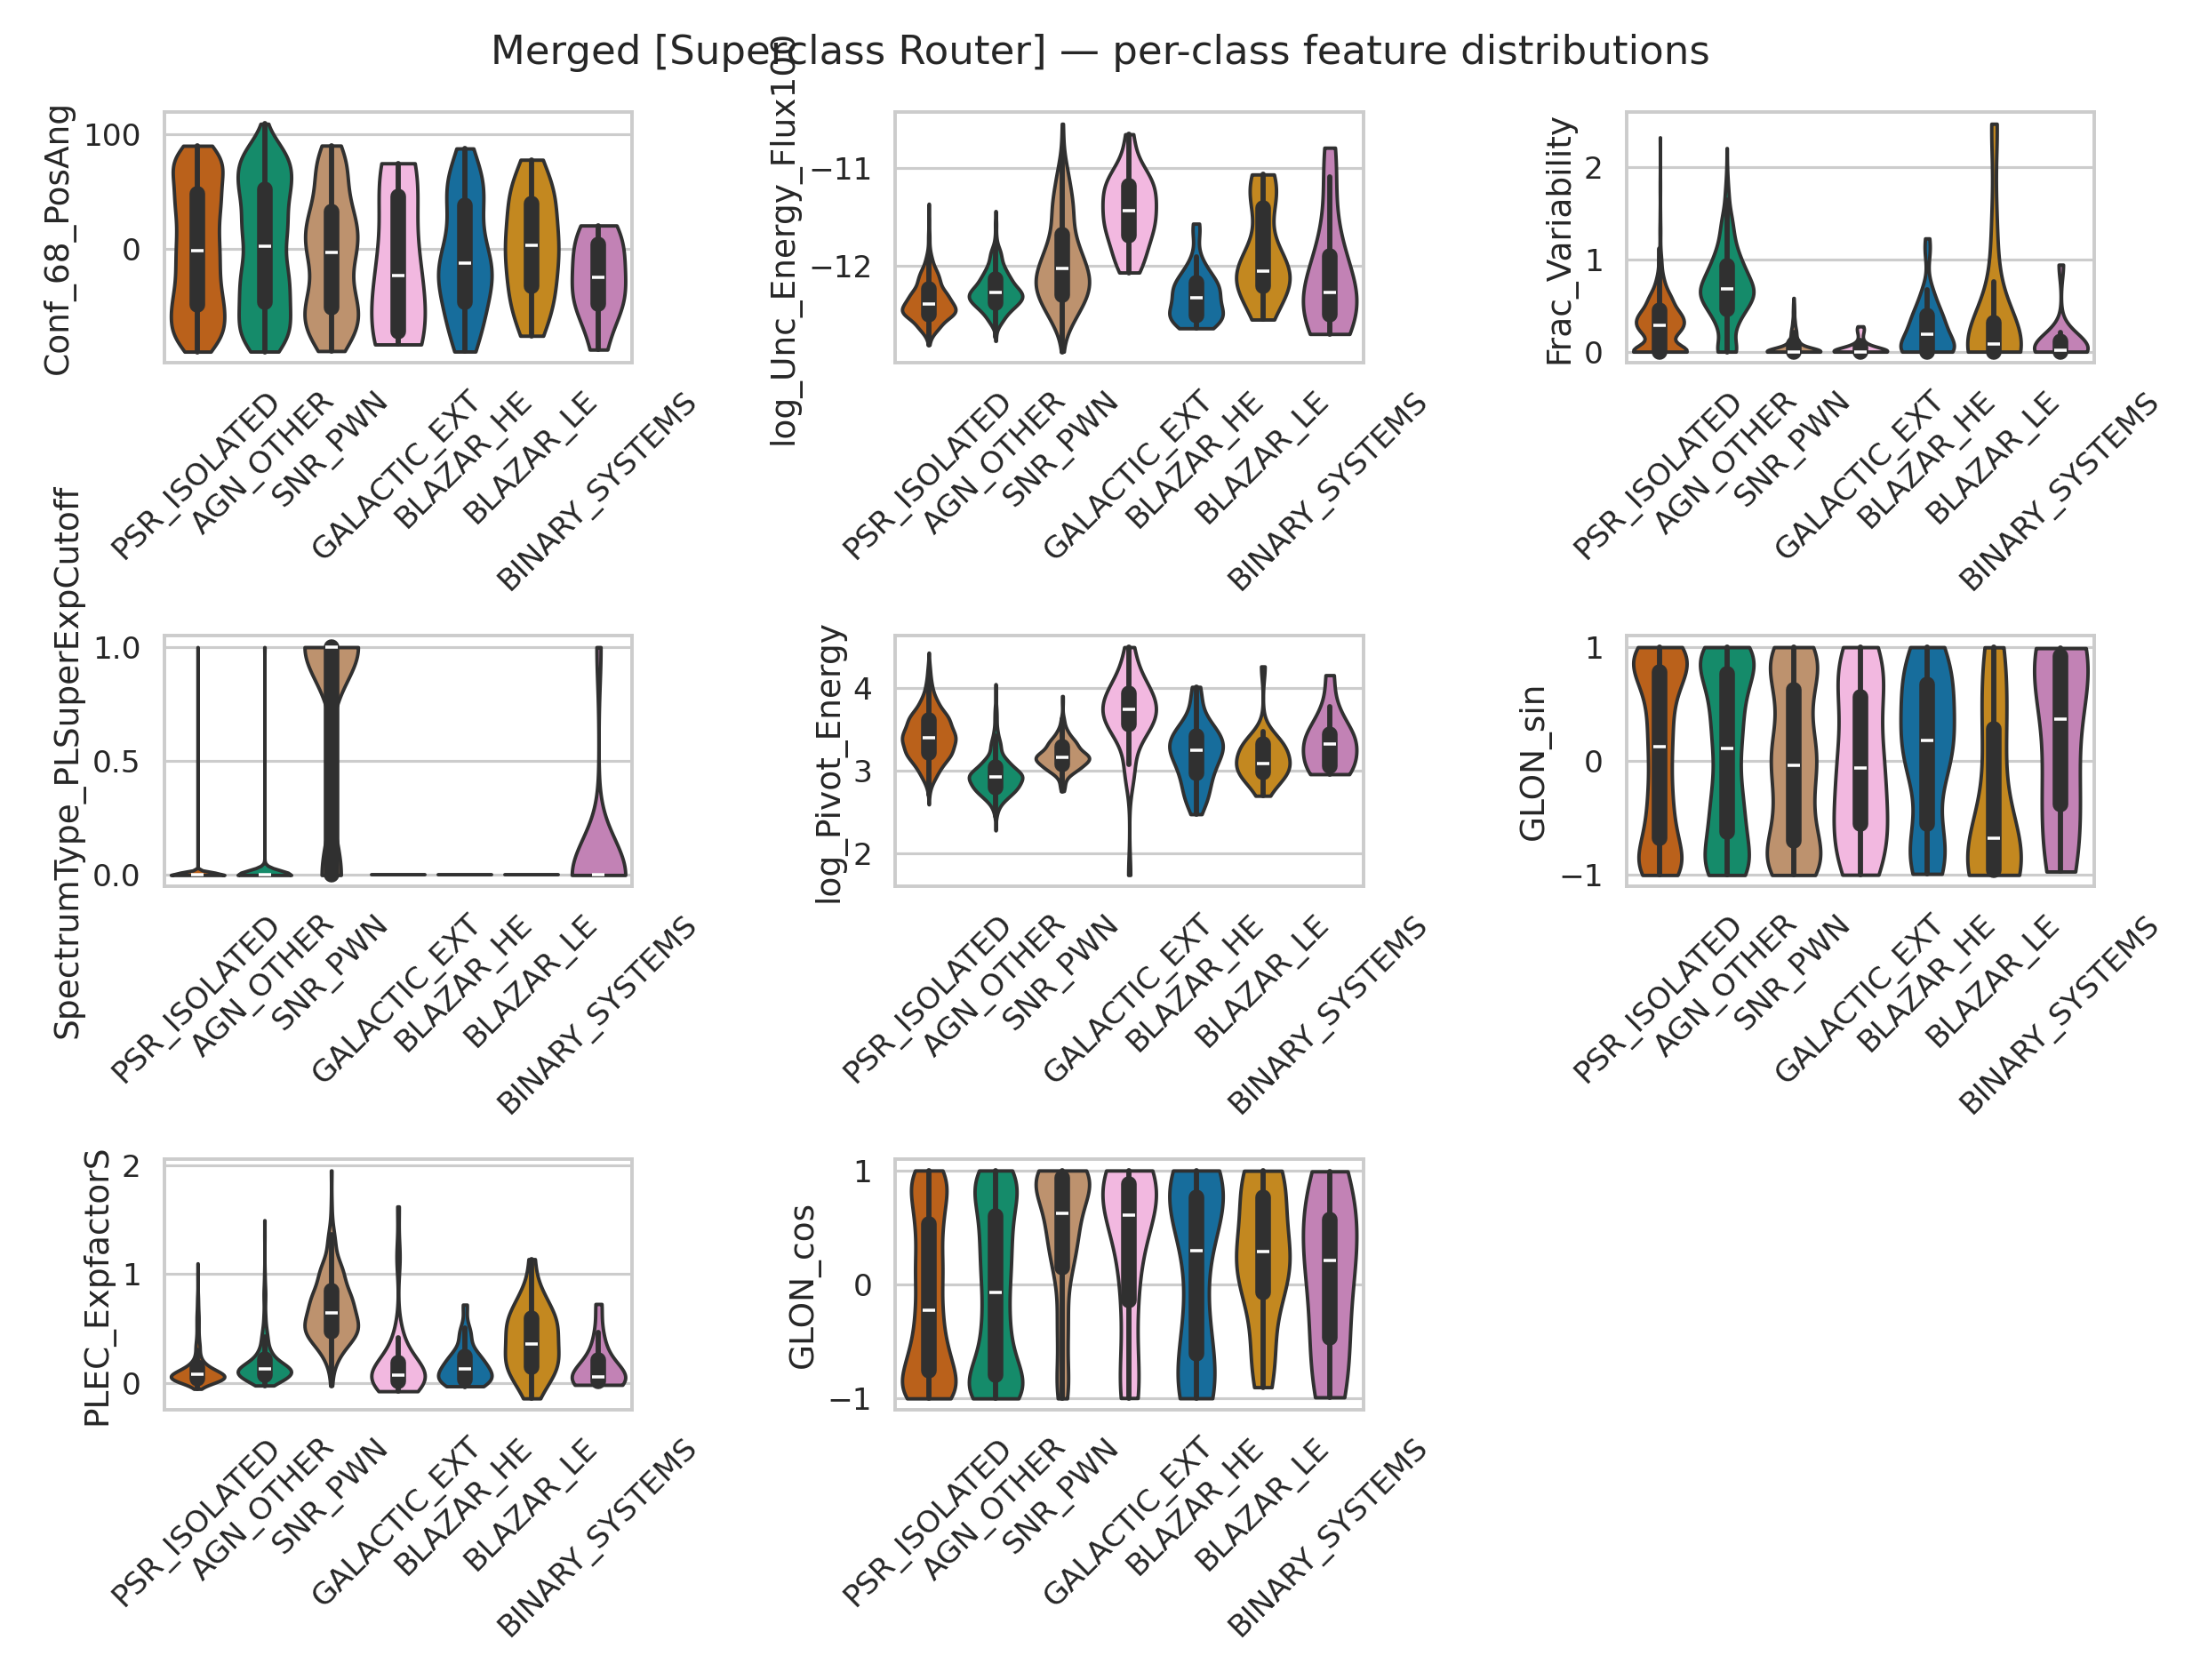 Merged [Superclass Router] — per-class feature distributions
Conf_68_PosAng
100
0
PSR_ISOLATED
AGN_OTHER
SNR_PWN
GALACTIC_EXT
BLAZAR_HE
BLAZAR_LE
BINARY_SYSTEMS
log_Unc_Energy_Flux100
−11
−12
PSR_ISOLATED
AGN_OTHER
SNR_PWN
GALACTIC_EXT
BLAZAR_HE
BLAZAR_LE
BINARY_SYSTEMS
Frac_Variability
2
1
0
PSR_ISOLATED
AGN_OTHER
SNR_PWN
GALACTIC_EXT
BLAZAR_HE
BLAZAR_LE
BINARY_SYSTEMS
SpectrumType_PLSuperExpCutoff
1.0
0.5
0.0
PSR_ISOLATED
AGN_OTHER
SNR_PWN
GALACTIC_EXT
BLAZAR_HE
BLAZAR_LE
BINARY_SYSTEMS
log_Pivot_Energy
4
3
2
PSR_ISOLATED
AGN_OTHER
SNR_PWN
GALACTIC_EXT
BLAZAR_HE
BLAZAR_LE
BINARY_SYSTEMS
GLON_sin
1
0
−1
PSR_ISOLATED
AGN_OTHER
SNR_PWN
GALACTIC_EXT
BLAZAR_HE
BLAZAR_LE
BINARY_SYSTEMS
PLEC_ExpfactorS
2
1
0
PSR_ISOLATED
AGN_OTHER
SNR_PWN
GALACTIC_EXT
BLAZAR_HE
BLAZAR_LE
BINARY_SYSTEMS
GLON_cos
1
0
−1
PSR_ISOLATED
AGN_OTHER
SNR_PWN
GALACTIC_EXT
BLAZAR_HE
BLAZAR_LE
BINARY_SYSTEMS